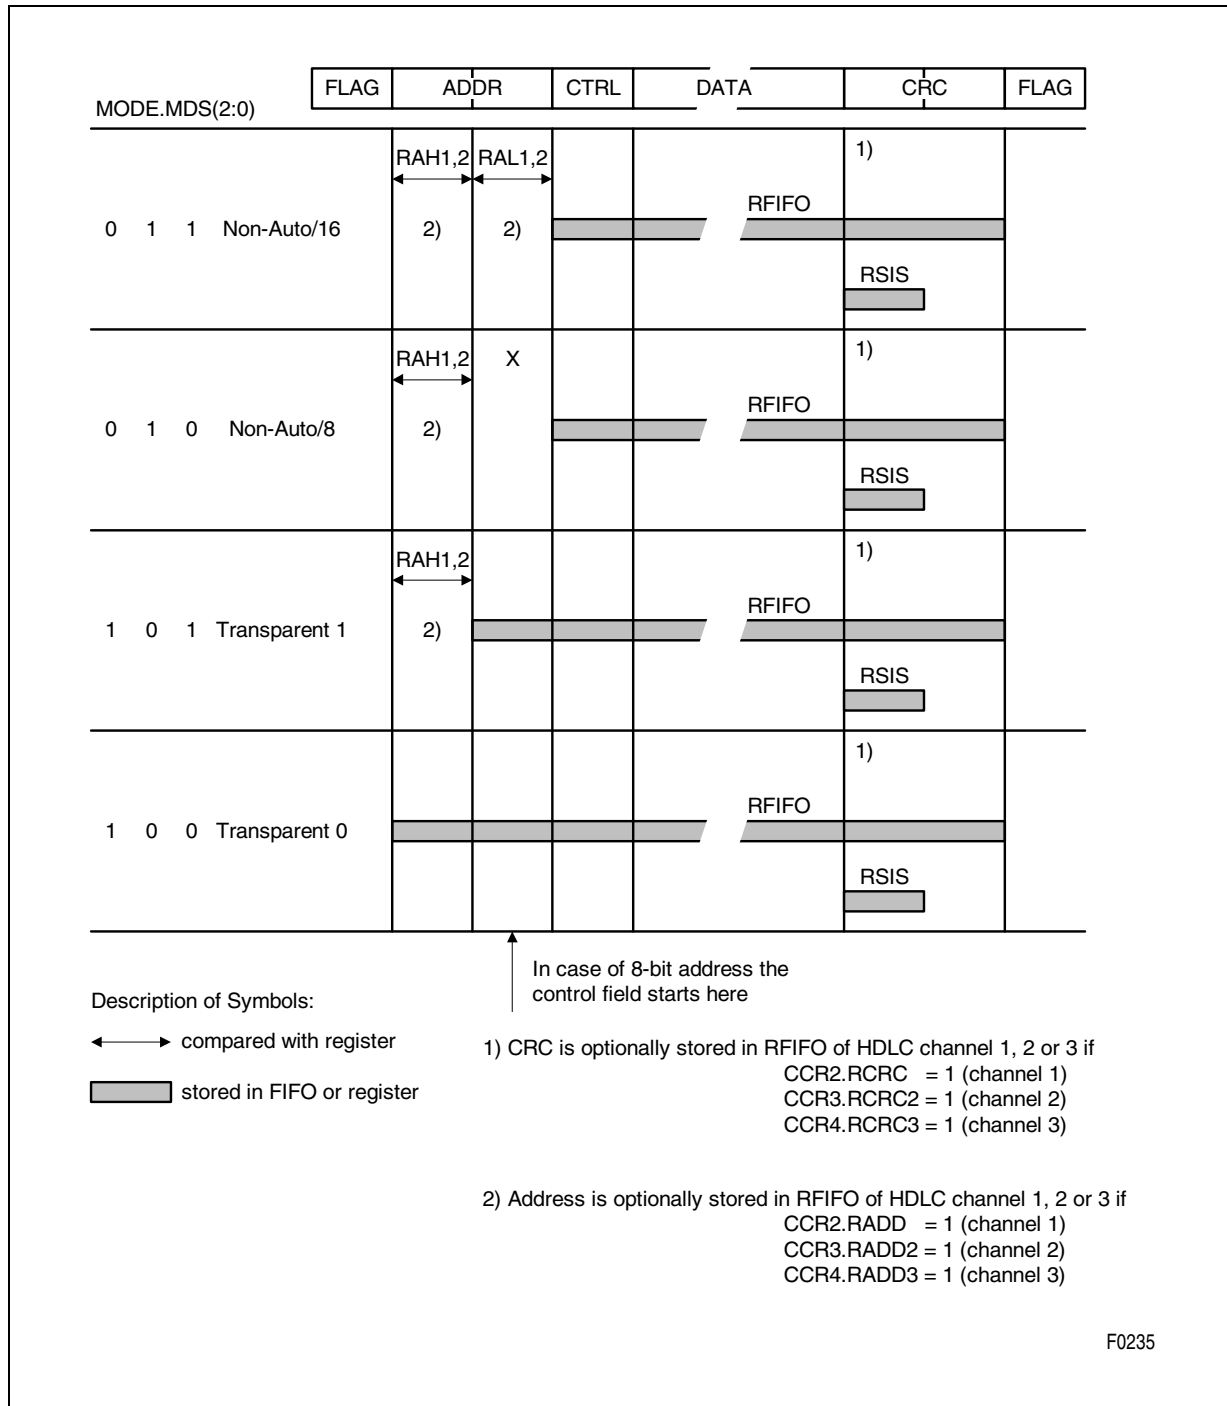 FLAG ADDR CTRL DATA CRC FLAG
MODE.MDS(2:0)
RAH1,2 RAL1,2 1)
RFIFO
0 1 1 Non-Auto/16 2) 2)
RSIS
RAH1,2 X 1)
RFIFO
0 1 0 Non-Auto/8 2)
RSIS
RAH1,2 1)
RFIFO
1 0 1 Transparent 1 2)
RSIS
1)
RFIFO
1 0 0 Transparent 0
RSIS
In case of 8-bit address the
control field starts here
Description of Symbols:
compared with register
stored in FIFO or register
1) CRC is optionally stored in RFIFO of HDLC channel 1, 2 or 3 if
CCR2.RCRC = 1 (channel 1)
CCR3.RCRC2 = 1 (channel 2)
CCR4.RCRC3 = 1 (channel 3)
2) Address is optionally stored in RFIFO of HDLC channel 1, 2 or 3 if
CCR2.RADD = 1 (channel 1)
CCR3.RADD2 = 1 (channel 2)
CCR4.RADD3 = 1 (channel 3)
F0235